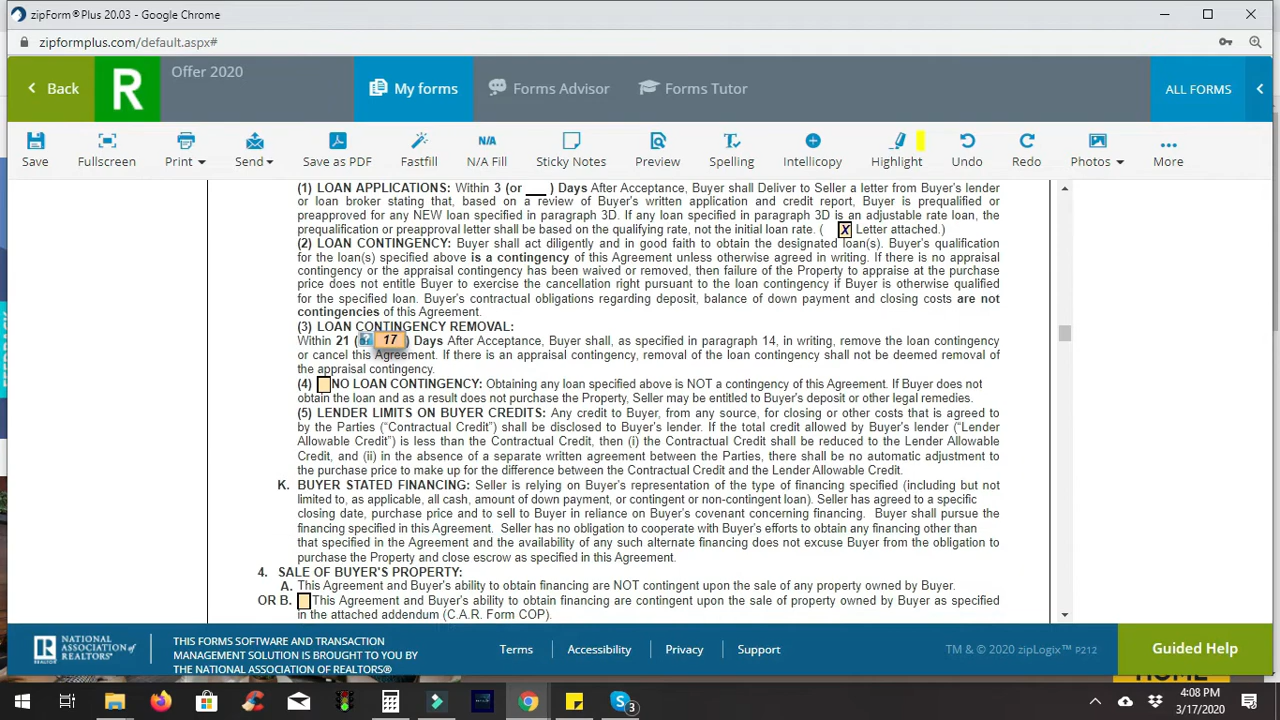 zipForm®Plus 20.03 - Google Chrome
zipformplus.com/default.aspx#
Back
R
Offer 2020
My forms
Forms Advisor
Forms Tutor
ALL FORMS
Save
Fullscreen
Print
Send
Save as PDF
Fastfill
N/A
N/A Fill
Sticky Notes
Preview
Spelling
Intellicopy
Highlight
Undo
Redo
Photos
More
(1) LOAN APPLICATIONS: Within 3 (or ___ ) Days After Acceptance, Buyer shall Deliver to Seller a letter from Buyer's lender
or loan broker stating that, based on a review of Buyer's written application and credit report, Buyer is prequalified or
preapproved for any NEW loan specified in paragraph 3D. If any loan specified in paragraph 3D is an adjustable rate loan, the
prequalification or preapproval letter shall be based on the qualifying rate, not the initial loan rate. ( X Letter attached.)
(2) LOAN CONTINGENCY: Buyer shall act diligently and in good faith to obtain the designated loan(s). Buyer's qualification
for the loan(s) specified above is a contingency of this Agreement unless otherwise agreed in writing. If there is no appraisal
contingency or the appraisal contingency has been waived or removed, then failure of the Property to appraise at the purchase
price does not entitle Buyer to exercise the cancellation right pursuant to the loan contingency if Buyer is otherwise qualified
for the specified loan. Buyer's contractual obligations regarding deposit, balance of down payment and closing costs are not
contingencies of this Agreement.
(3) LOAN CONTINGENCY REMOVAL:
Within 21 ( 17 ) Days After Acceptance, Buyer shall, as specified in paragraph 14, in writing, remove the loan contingency
or cancel this Agreement. If there is an appraisal contingency, removal of the loan contingency shall not be deemed removal of
the appraisal contingency.
(4) NO LOAN CONTINGENCY: Obtaining any loan specified above is NOT a contingency of this Agreement. If Buyer does not
obtain the loan and as a result does not purchase the Property, Seller may be entitled to Buyer's deposit or other legal remedies.
(5) LENDER LIMITS ON BUYER CREDITS: Any credit to Buyer, from any source, for closing or other costs that is agreed to
by the Parties ("Contractual Credit") shall be disclosed to Buyer's lender. If the total credit allowed by Buyer's lender ("Lender
Allowable Credit") is less than the Contractual Credit, then (i) the Contractual Credit shall be reduced to the Lender Allowable
Credit, and (ii) in the absence of a separate written agreement between the Parties, there shall be no automatic adjustment to
the purchase price to make up for the difference between the Contractual Credit and the Lender Allowable Credit.
K. BUYER STATED FINANCING: Seller is relying on Buyer's representation of the type of financing specified (including but not
limited to, as applicable, all cash, amount of down payment, or contingent or non-contingent loan). Seller has agreed to a specific
closing date, purchase price and to sell to Buyer in reliance on Buyer's covenant concerning financing. Buyer shall pursue the
financing specified in this Agreement. Seller has no obligation to cooperate with Buyer's efforts to obtain any financing other than
that specified in the Agreement and the availability of any such alternate financing does not excuse Buyer from the obligation to
purchase the Property and close escrow as specified in this Agreement.
4. SALE OF BUYER'S PROPERTY:
A. This Agreement and Buyer's ability to obtain financing are NOT contingent upon the sale of any property owned by Buyer.
OR B. This Agreement and Buyer's ability to obtain financing are contingent upon the sale of property owned by Buyer as specified
in the attached addendum (C.A.R. Form COP).
NATIONAL
ASSOCIATION of
REALTORS®
THIS FORMS SOFTWARE AND TRANSACTION
MANAGEMENT SOLUTION IS BROUGHT TO YOU BY
THE NATIONAL ASSOCIATION OF REALTORS®
Terms
Accessibility
Privacy
Support
TM & © 2020 zipLogix™ P212
Guided Help
3
4:08 PM
3/17/2020